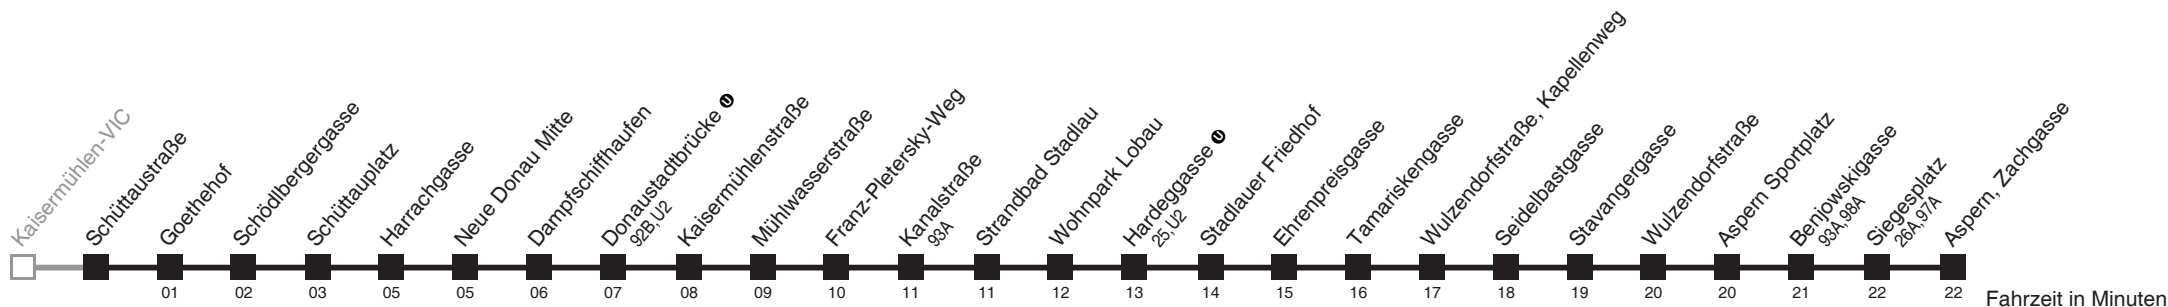 Kaisermühlen-VIC
Schüttaustraße
Goethehof
Schödlbergergasse
Schüttauplatz
Harrachgasse
Neue Donau Mitte
Dampfschiffhaufen
Donaustadtbrücke U
92B, U2
Kaisermühlenstraße
Mühlwasserstraße
Franz-Pletersky-Weg
Kanalstraße
93A
Strandbad Stadlau
Wohnpark Lobau
Hardeggasse U
25, U2
Stadlauer Friedhof
Ehrenpreisgasse
Tamariskengasse
Wulzendorfstraße, Kapellenweg
Seidelbastgasse
Stavangergasse
Wulzendorfstraße
Aspern Sportplatz
Benjowskigasse
93A, 98A
Siegesplatz
26A, 97A
Aspern, Zachgasse
01 02 03 05 05 06 07 08 09 10 11 11 12 13 14 15 16 17 18 19 20 20 21 22 22 Fahrzeit in Minuten